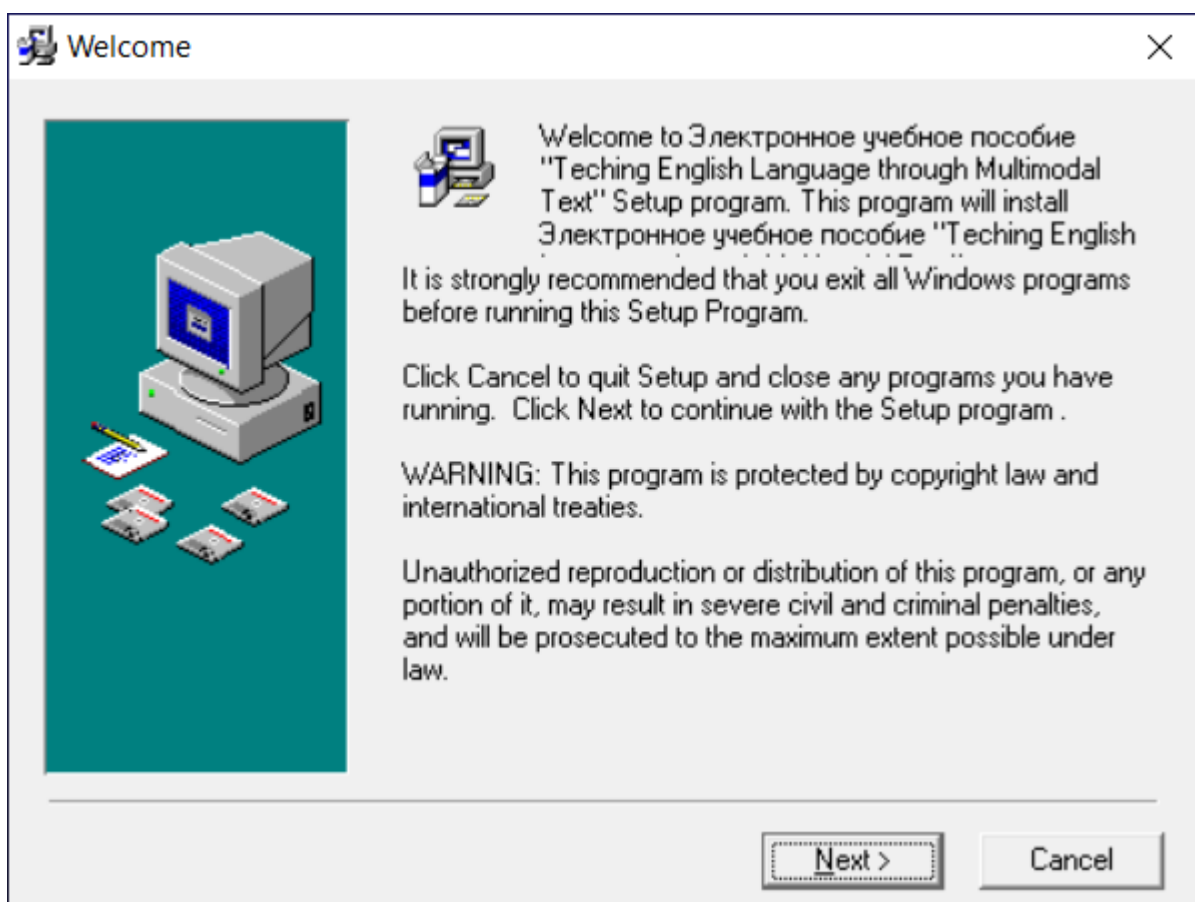 Welcome
Welcome to Электронное учебное пособие
"Teching English Language through Multimodal
Text" Setup program. This program will install
Электронное учебное пособие "Teching English
It is strongly recommended that you exit all Windows programs
before running this Setup Program.
Click Cancel to quit Setup and close any programs you have
running. Click Next to continue with the Setup program .
WARNING: This program is protected by copyright law and
international treaties.
Unauthorized reproduction or distribution of this program, or any
portion of it, may result in severe civil and criminal penalties,
and will be prosecuted to the maximum extent possible under
law.
Next >
Cancel